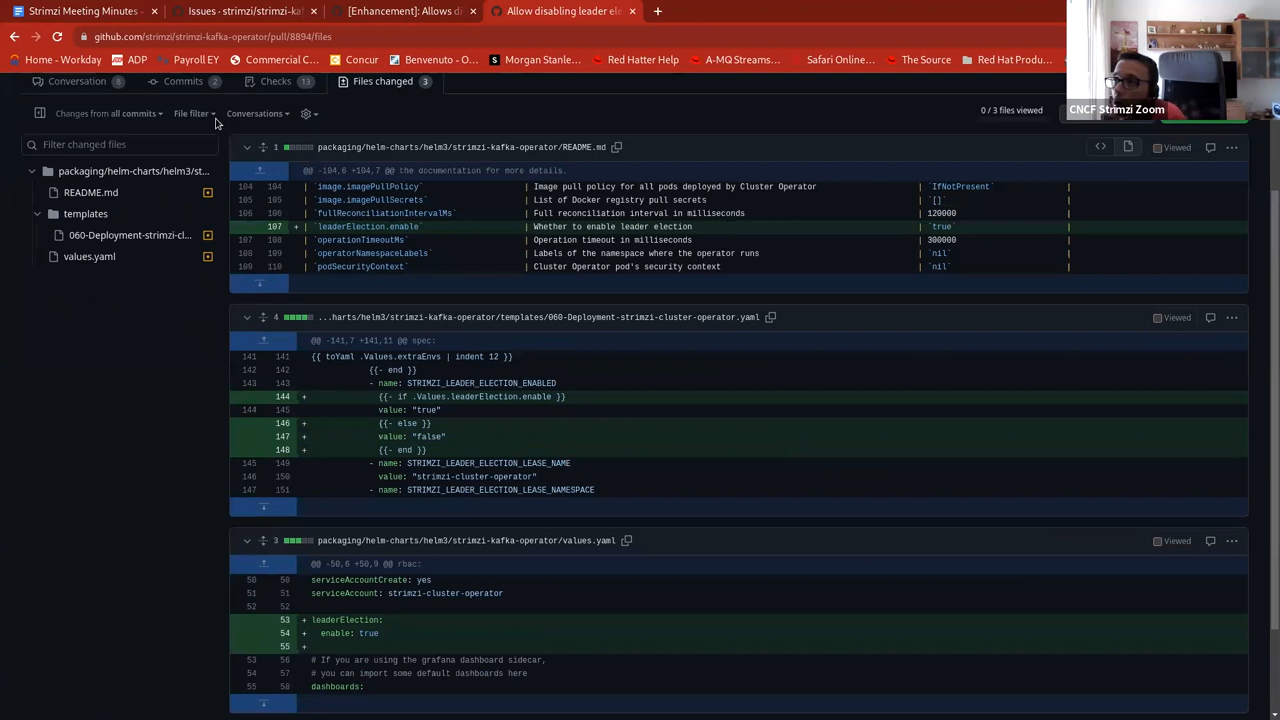 Strimzi Meeting Minutes -
Issues · strimzi/strimzi-kaf
[Enhancement]: Allows di
Allow disabling leader ele
github.com/strimzi/strimzi-kafka-operator/pull/8894/files
Home - Workday
ADP
Payroll EY
Commercial C...
Concur
Benvenuto - O...
Morgan Stanle...
Red Hatter Help
A-MQ Streams...
Safari Online...
The Source
Red Hat Produ...
CNCF Strimzi Zoom
Conversation 8
Commits 2
Checks 13
Files changed 3
Changes from all commits
File filter
Conversations
0 / 3 files viewed
Filter changed files
packaging/helm-charts/helm3/st...
README.md
templates
060-Deployment-strimzi-cl...
values.yaml
1 packaging/helm-charts/helm3/strimzi-kafka-operator/README.md
Viewed
@@ -104,6 +104,7 @@ the documentation for more details.
104 104 | `image.imagePullPolicy` | Image pull policy for all pods deployed by Cluster Operator | `IfNotPresent` |
105 105 | `image.imagePullSecrets` | List of Docker registry pull secrets | `[]` |
106 106 | `fullReconciliationIntervalMs` | Full reconciliation interval in milliseconds | 120000 |
107 + | `leaderElection.enable` | Whether to enable leader election | `true` |
107 108 | `operationTimeoutMs` | Operation timeout in milliseconds | 300000 |
108 109 | `operatorNamespaceLabels` | Labels of the namespace where the operator runs | `nil` |
109 110 | `podSecurityContext` | Cluster Operator pod's security context | `nil` |
4 ...harts/helm3/strimzi-kafka-operator/templates/060-Deployment-strimzi-cluster-operator.yaml
Viewed
@@ -141,7 +141,11 @@ spec:
141 141 {{ toYaml .Values.extraEnvs | indent 12 }}
142 142 {{- end }}
143 143 - name: STRIMZI_LEADER_ELECTION_ENABLED
144 + {{- if .Values.leaderElection.enable }}
144 145 value: "true"
146 + {{- else }}
147 + value: "false"
148 + {{- end }}
145 149 - name: STRIMZI_LEADER_ELECTION_LEASE_NAME
146 150 value: "strimzi-cluster-operator"
147 151 - name: STRIMZI_LEADER_ELECTION_LEASE_NAMESPACE
3 packaging/helm-charts/helm3/strimzi-kafka-operator/values.yaml
Viewed
@@ -50,6 +50,9 @@ rbac:
50 50 serviceAccountCreate: yes
51 51 serviceAccount: strimzi-cluster-operator
52 52
53 + leaderElection:
54 + enable: true
55 +
53 56 # If you are using the grafana dashboard sidecar,
54 57 # you can import some default dashboards here
55 58 dashboards: